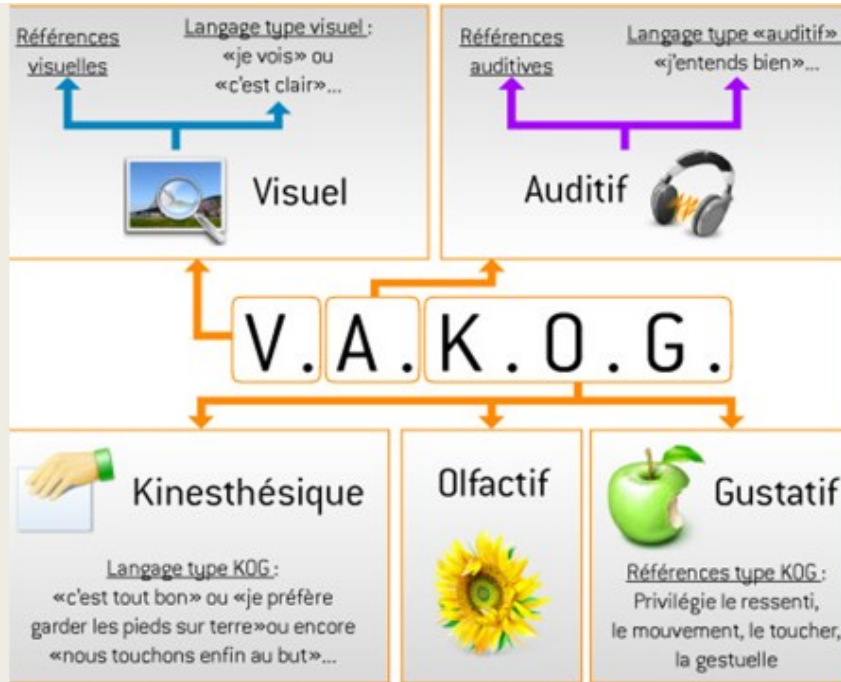 Références
visuelles
Langage type visuel :
«je vois» ou
«c'est clair»...
Visuel
Références
auditives
Langage type «auditif»
«j'entends bien»...
Auditif
V.A.K.O.G.
Kinesthésique
Langage type KOG :
«c'est tout bon» ou «je préfère
garder les pieds sur terre»ou encore
«nous touchons enfin au but»...
Olfactif
Gustatif
Références type KOG :
Privilégie le ressenti,
le mouvement, le toucher,
la gestuelle